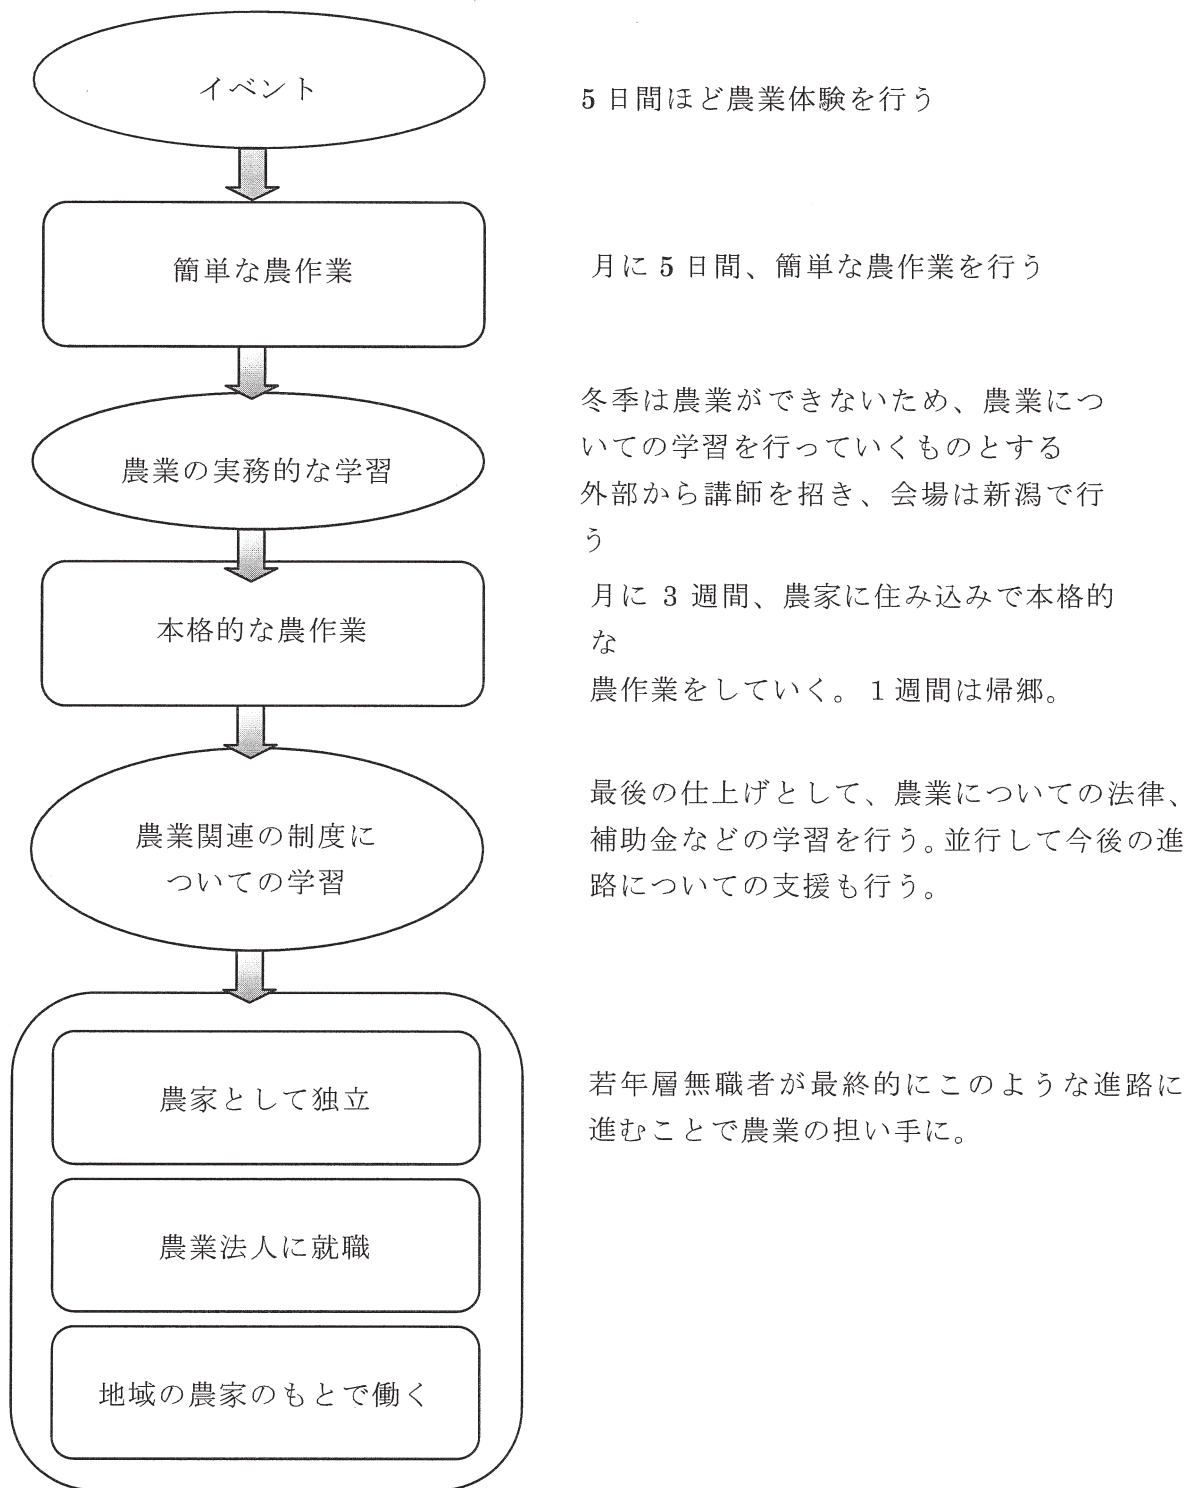 イベント
5 日間ほど農業体験を行う
簡単な農作業
月に 5 日間、簡単な農作業を行う
農業の実務的な学習
冬季は農業ができないため、農業につ
いての学習を行っていくものとする
外部から講師を招き、会場は新潟で行
う
本格的な農作業
月に 3 週間、農家に住み込みで本格的
な
農作業をしていく。1 週間は帰郷。
農業関連の制度に
ついての学習
最後の仕上げとして、農業についての法律、
補助金などの学習を行う。並行して今後の進
路についての支援も行う。
農家として独立
若年層無職者が最終的にこのような進路に
進むことで農業の担い手に。
農業法人に就職
地域の農家のもとで働く